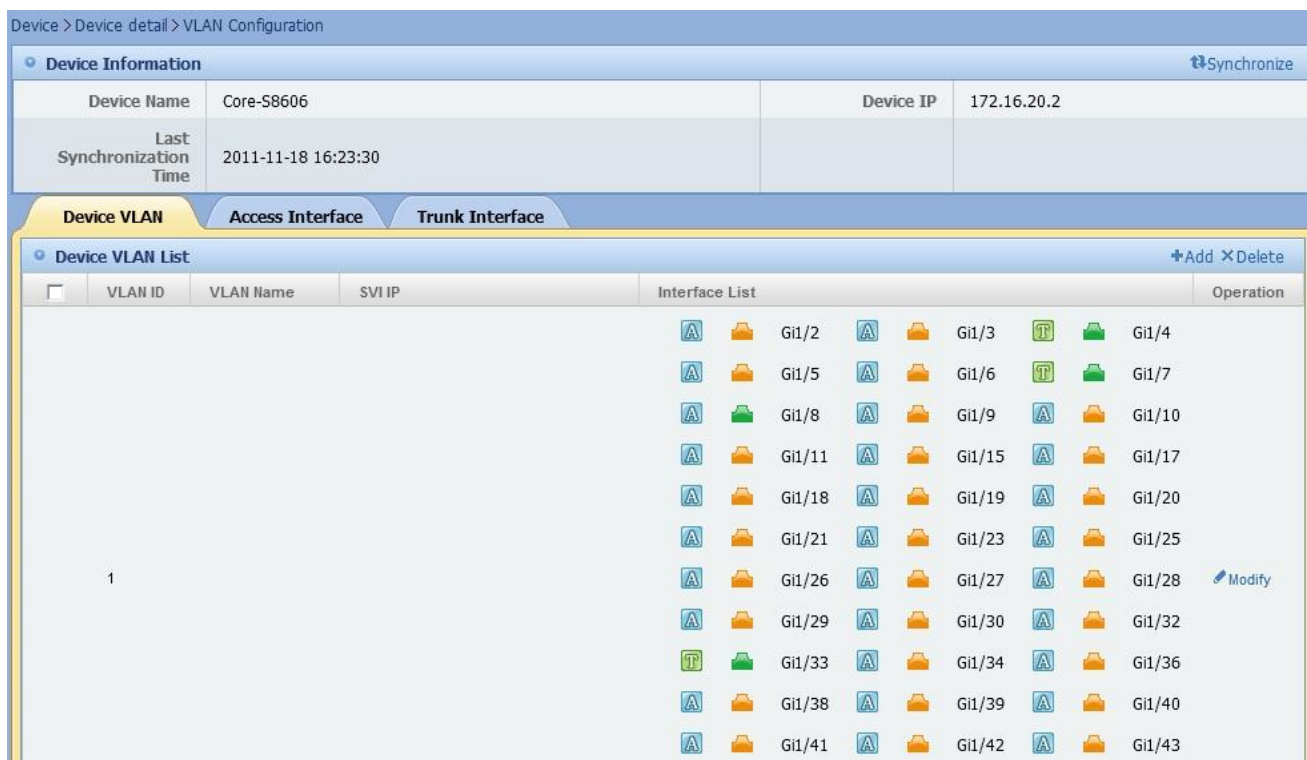 Device > Device detail > VLAN Configuration
Device Information Synchronize
Device Name Core-S8606 Device IP 172.16.20.2
Last
Synchronization
Time
2011-11-18 16:23:30
Device VLAN Access Interface Trunk Interface
Device VLAN List Add Delete
VLAN ID VLAN Name SVI IP Interface List Operation
A Gi1/2 A Gi1/3 T Gi1/4
A Gi1/5 A Gi1/6 T Gi1/7
A Gi1/8 A Gi1/9 A Gi1/10
A Gi1/11 A Gi1/15 A Gi1/17
A Gi1/18 A Gi1/19 A Gi1/20
A Gi1/21 A Gi1/23 A Gi1/25
1 A Gi1/26 A Gi1/27 A Gi1/28 Modify
A Gi1/29 A Gi1/30 A Gi1/32
T Gi1/33 A Gi1/34 A Gi1/36
A Gi1/38 A Gi1/39 A Gi1/40
A Gi1/41 A Gi1/42 A Gi1/43